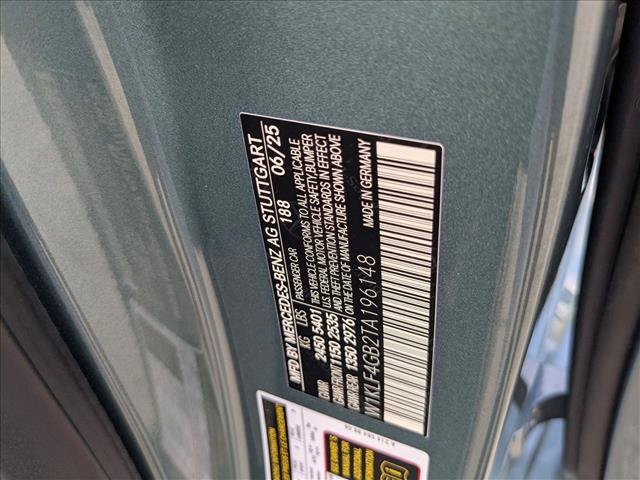 MFD BY MERCEDES-BENZ AG STUTTGART
188 06/25
KG LBS PASSENGER CAR
GVWR 2450 5401 THIS VEHICLE CONFORMS TO ALL APPLICABLE
U.S. FEDERAL MOTOR VEHICLE SAFETY, BUMPER
GAWR-FRONT 1150 2535 AND THEFT PREVENTION STANDARDS IN EFFECT
GAWR-REAR 1350 2976 ON THE DATE OF MANUFACTURE SHOWN ABOVE
MADE IN GERMANY
W1KLF4GB2TA196148